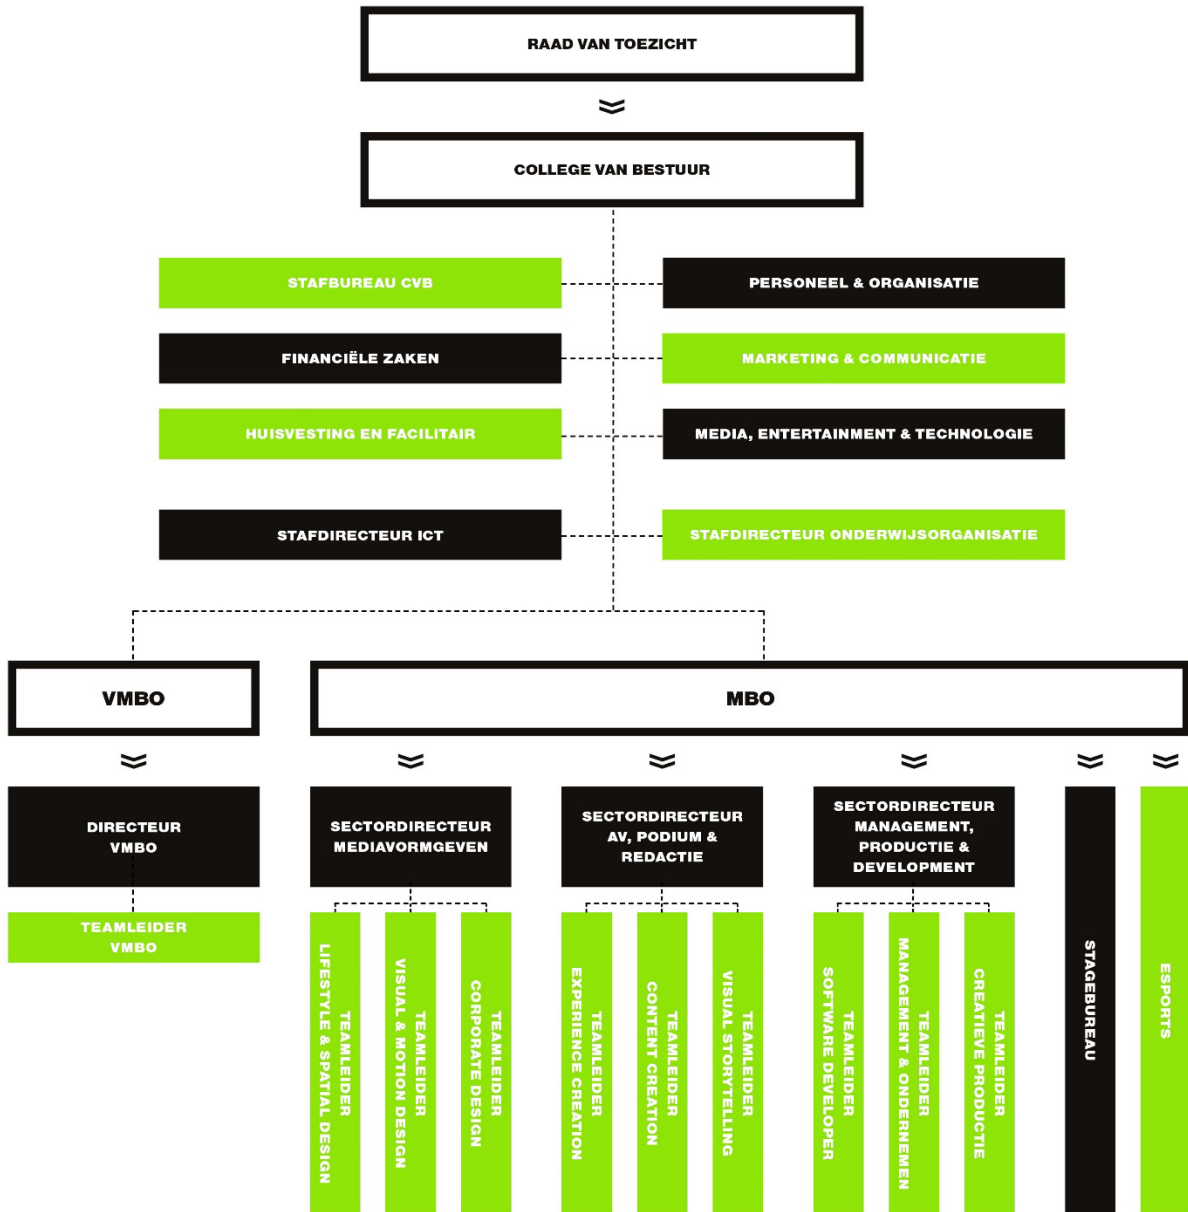 RAAD VAN TOEZICHT
COLLEGE VAN BESTUUR
STAFBUREAU CVB
PERSONEEL & ORGANISATIE
FINANCIËLE ZAKEN
MARKETING & COMMUNICATIE
HUISVESTING EN FACILITAIR
MEDIA, ENTERTAINMENT & TECHNOLOGIE
STAFDIRECTEUR ICT
STAFDIRECTEUR ONDERWIJSORGANISATIE
VMBO
MBO
DIRECTEUR
VMBO
TEAMLEIDER
VMBO
SECTORDIRECTEUR
MEDIAVORMGEVEN
TEAMLEIDER
LIFESTYLE & SPATIAL DESIGN
TEAMLEIDER
VISUAL & MOTION DESIGN
TEAMLEIDER
CORPORATE DESIGN
SECTORDIRECTEUR
AV, PODIUM &
REDACTIE
TEAMLEIDER
EXPERIENCE CREATION
TEAMLEIDER
CONTENT CREATION
TEAMLEIDER
VISUAL STORYTELLING
SECTORDIRECTEUR
MANAGEMENT,
PRODUCTIE &
DEVELOPMENT
TEAMLEIDER
SOFTWARE DEVELOPER
TEAMLEIDER
MANAGEMENT & ONDERNEMEN
TEAMLEIDER
CREATIEVE PRODUCTIE
STAGEBUREAU
ESPORTS